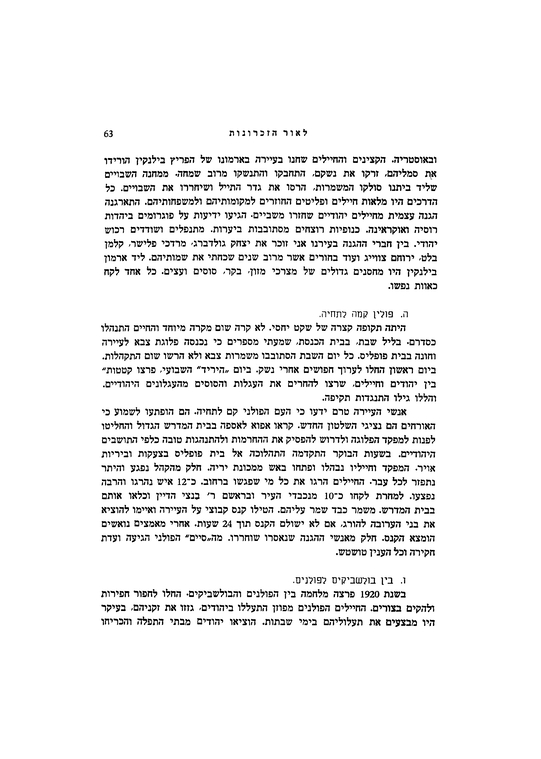 לאור הזכרונות 63
ובאוסטריה. הקצינים והחיילים שחנו בעיירה בארמונו של הפריץ בילנקין הורידו
את סמליהם, זרקו את נשקם, התחבקו והתנשקו מרוב שמחה. ממחנה השבויים
שליד ביתנו סולקו המשמרות, הרסו את גדר התייל ושיחררו את השבויים. כל
הדרכים היו מלאות חיילים ופליטים החוזרים למקומותיהם ולמשפחותיהם. התארגנה
הגנה עצמית מחיילים יהודיים שחזרו משביים. הגיעו ידיעות על פוגרומים ביהדות
רוסיה ואוקראינה. כנופיות רוצחים מסתובבות ביערות. מתנפלים ושודדים רכוש
יהודי. בין חברי ההגנה בעירנו אני זוכר את יצחק גולדברג, מרדכי פלישר, קלמן
בלט, ירוחם צווייג ועוד בחורים אשר מרוב שנים שכחתי את שמותיהם. ליד ארמון
בילנקין היו מחסנים גדולים של מצרכי מזון, בקר, סוסים ועצים. כל אחד לקח
כאוות נפשו.
ה. פולין קמה לתחיה.
היתה תקופה קצרה של שקט יחסי. לא קרה שום מקרה מיוחד והחיים התנהלו
כסדרם. בליל שבת, בבית הכנסת, שמעתי מספרים כי נכנסה פלוגת צבא לעיירה
וחונה בבית פופליס. כל יום השבת הסתובבו משמרות צבא ולא הרשו שום התקהלות.
ביום ראשון החלו לערוך חפושים אחרי נשק. ביום „היריד" השבועי, פרצו קטטות
בין יהודים וחיילים, שרצו להחרים את העגלות והסוסים מהעגלונים היהודיים.
והללו גילו התנגדות תקיפה.
אנשי העיירה טרם ידעו כי העם הפולני קם לתחיה. הם הופתעו לשמוע כי
האורחים הם נציגי השלטון החדש. קראו אפוא לאספה בבית המדרש הגדול והחליטו
לפנות למפקד הפלוגה ולדרוש להפסיק את ההחרמות ולהתנהגות טובה כלפי התושבים
היהודיים. בשעות הבוקר התקדמה התהלוכה אל בית פופליס בצעקות וביריות
אויר. המפקד וחייליו נבהלו ופתחו באש ממכונת יריה. חלק מהקהל נפגע והיתר
נתפזר לכל עבר. החיילים הרגו את כל מי שפגשו ברחוב. כ־12 איש נהרגו והרבה
נפצעו. למחרת לקחו כ־10 מנכבדי העיר ובראשם ר' בנצי הדיין וכלאו אותם
בבית המדרש. משמר כבד שמר עליהם. הטילו קנס קבוצי על העיירה ואיימו להוציא
את בני הערובה להורג, אם לא ישולם הקנס תוך 24 שעות. אחרי מאמצים נואשים
הומצא הקנס. חלק מאנשי ההגנה שנאסרו שוחררו. מה„סיים" הפולני הגיעה ועדת
חקירה וכל הענין טושטש.
ו. בין בולשביקים לפולנים.
בשנת 1920 פרצה מלחמה בין הפולנים והבולשביקים. החלו לחפור חפירות
ולהקים בצורים. החיילים הפולנים מפוזן התעללו ביהודים, גזזו את זקניהם, בעיקר
היו מבצעים את תעלוליהם בימי שבתות. הוציאו יהודים מבתי התפלה והכריחו